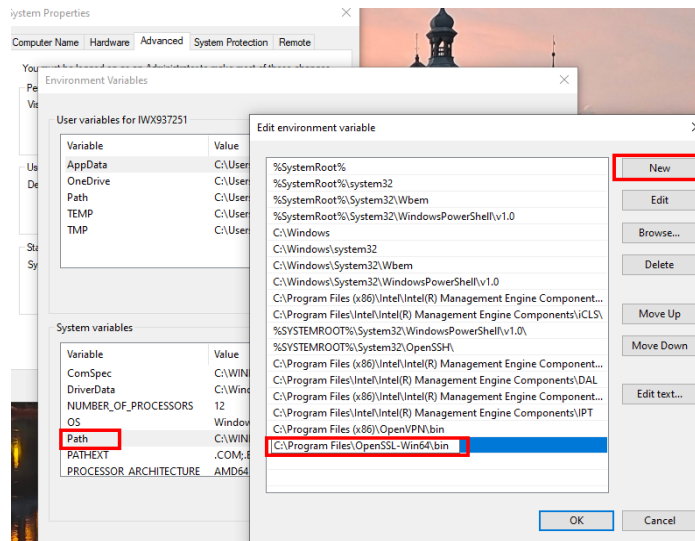 System Properties
Computer Name Hardware Advanced System Protection Remote
Environment Variables
User variables for IWX937251
Variable Value
AppData C:\User
OneDrive C:\User
Path C:\User
TEMP C:\User
TMP C:\User
System variables
Variable Value
ComSpec C:\WIN
DriverData C:\Wind
NUMBER_OF_PROCESSORS 12
OS Window
Path C:\WIN
PATHEXT .COM;.E
PROCESSOR_ARCHITECTURE AMD64
Edit environment variable
%SystemRoot%
%SystemRoot%\system32
%SystemRoot%\System32\Wbem
%SystemRoot%\System32\WindowsPowerShell\v1.0
C:\Windows
C:\Windows\system32
C:\Windows\System32\Wbem
C:\Windows\System32\WindowsPowerShell\v1.0
C:\Program Files (x86)\Intel\Intel(R) Management Engine Component...
C:\Program Files (x86)\Intel\Intel(R) Management Engine Components\iCLS\
%SYSTEMROOT%\System32\WindowsPowerShell\v1.0\
%SYSTEMROOT%\System32\OpenSSH\
C:\Program Files (x86)\Intel\Intel(R) Management Engine Component...
C:\Program Files (x86)\Intel\Intel(R) Management Engine Components\DAL
C:\Program Files (x86)\Intel\Intel(R) Management Engine Component...
C:\Program Files (x86)\Intel\Intel(R) Management Engine Components\IPT
C:\Program Files (x86)\OpenVPN\bin
C:\Program Files\OpenSSL-Win64\bin
New
Edit
Browse...
Delete
Move Up
Move Down
Edit text...
OK Cancel